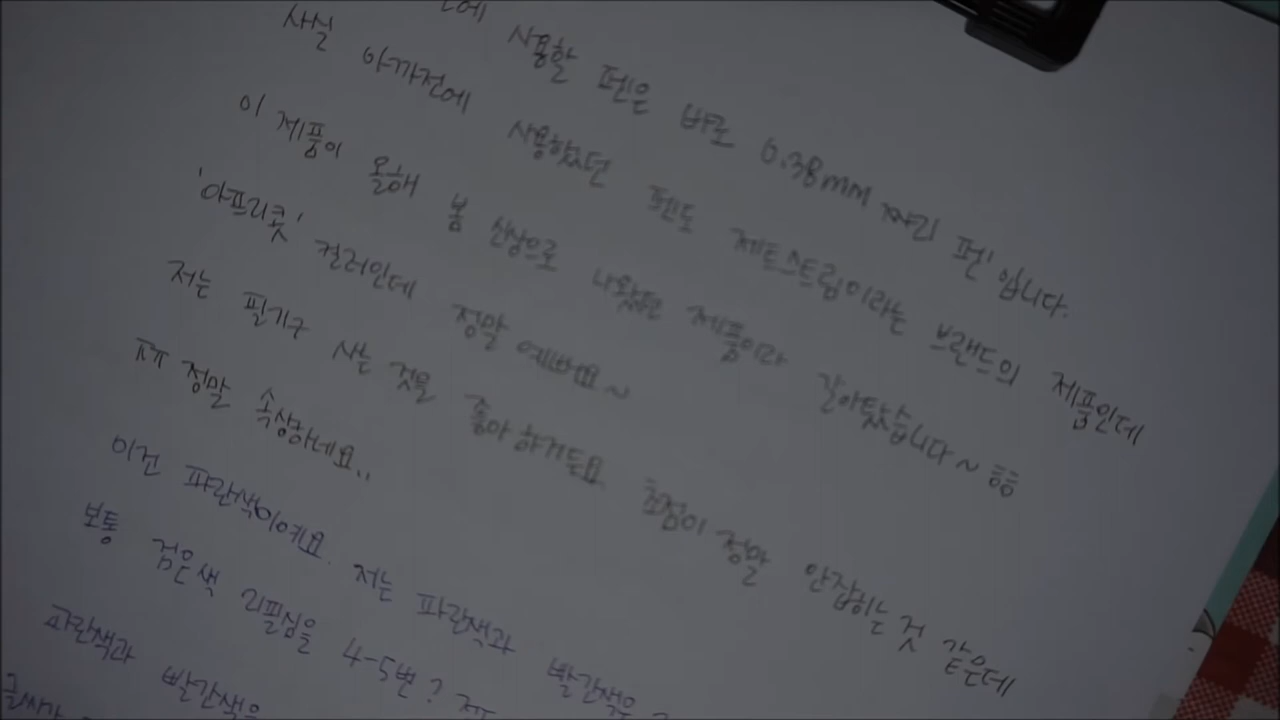 사용할 펜은 바로 0.38mm 짜리 펜 입니다.
사실 아까전에 사용했던 펜도 제트스트림이라는 브랜드의 제품인데
이 제품이 올해 봄 신상으로 나왔던 제품이라 갈아탔습니다~ ㅎㅎ
'아프리콧' 컬러인데 정말 예뻐요~
저는 필기구 사는 것을 좋아하거든요. 초점이 정말 안잡히는 것 같은데
ㅠㅠ 정말 속상하네요..
이건 파란색이예요. 저는 파란색과 빨간색은
보통 검은색 리필심을 4-5번?
파란색과 빨간색을